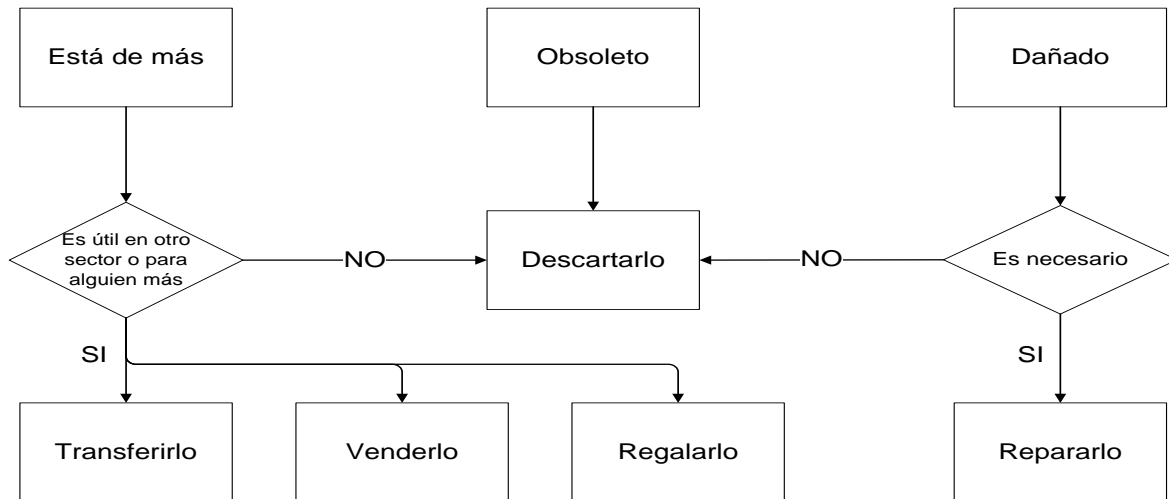 Está de más
Obsoleto
Dañado
Es útil en otro
sector o para
alguien más
NO
Descartarlo
NO
Es necesario
SI
SI
Transferirlo
Venderlo
Regalarlo
Repararlo